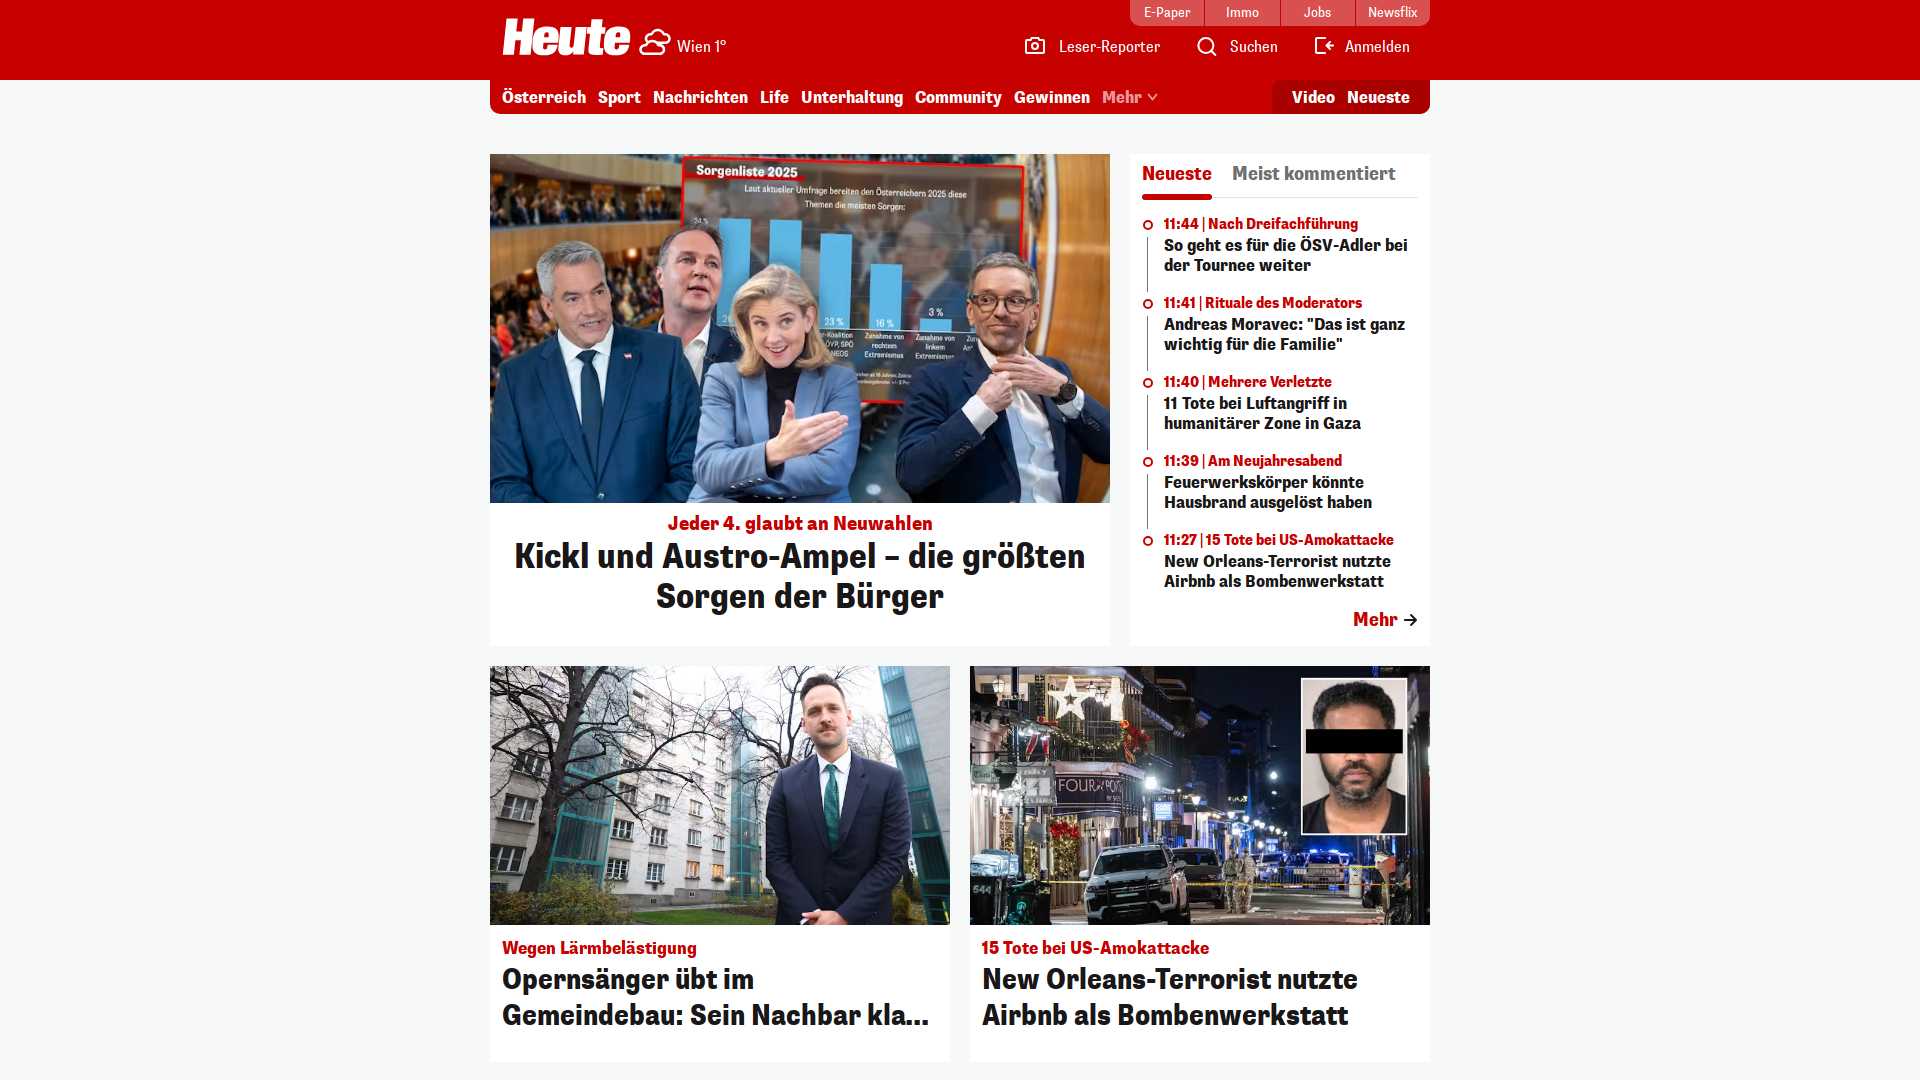 E-Paper
Immo
Jobs
Newsflix
Heute
Wien 1°
Leser-Reporter
Suchen
Anmelden
Österreich
Sport
Nachrichten
Life
Unterhaltung
Community
Gewinnen
Mehr
Video
Neueste
Sorgenliste 2025
Laut aktueller Umfrage bereiten den Österreichern 2025 diese
Themen die meisten Sorgen:
24 %
23 %
16 %
3 %
ÖVP, SPÖ
NEOS
Zunahme von
rechtem
Extremismus
Zunahme von
linkem
Extremismus
Jeder 4. glaubt an Neuwahlen
Kickl und Austro-Ampel – die größten
Sorgen der Bürger
Neueste
Meist kommentiert
11:44 | Nach Dreifachführung
So geht es für die ÖSV-Adler bei
der Tournee weiter
11:41 | Rituale des Moderators
Andreas Moravec: "Das ist ganz
wichtig für die Familie"
11:40 | Mehrere Verletzte
11 Tote bei Luftangriff in
humanitärer Zone in Gaza
11:39 | Am Neujahresabend
Feuerwerkskörper könnte
Hausbrand ausgelöst haben
11:27 | 15 Tote bei US-Amokattacke
New Orleans-Terrorist nutzte
Airbnb als Bombenwerkstatt
Mehr
FOUR
544
Wegen Lärmbelästigung
Opernsänger übt im
Gemeindebau: Sein Nachbar kla...
15 Tote bei US-Amokattacke
New Orleans-Terrorist nutzte
Airbnb als Bombenwerkstatt